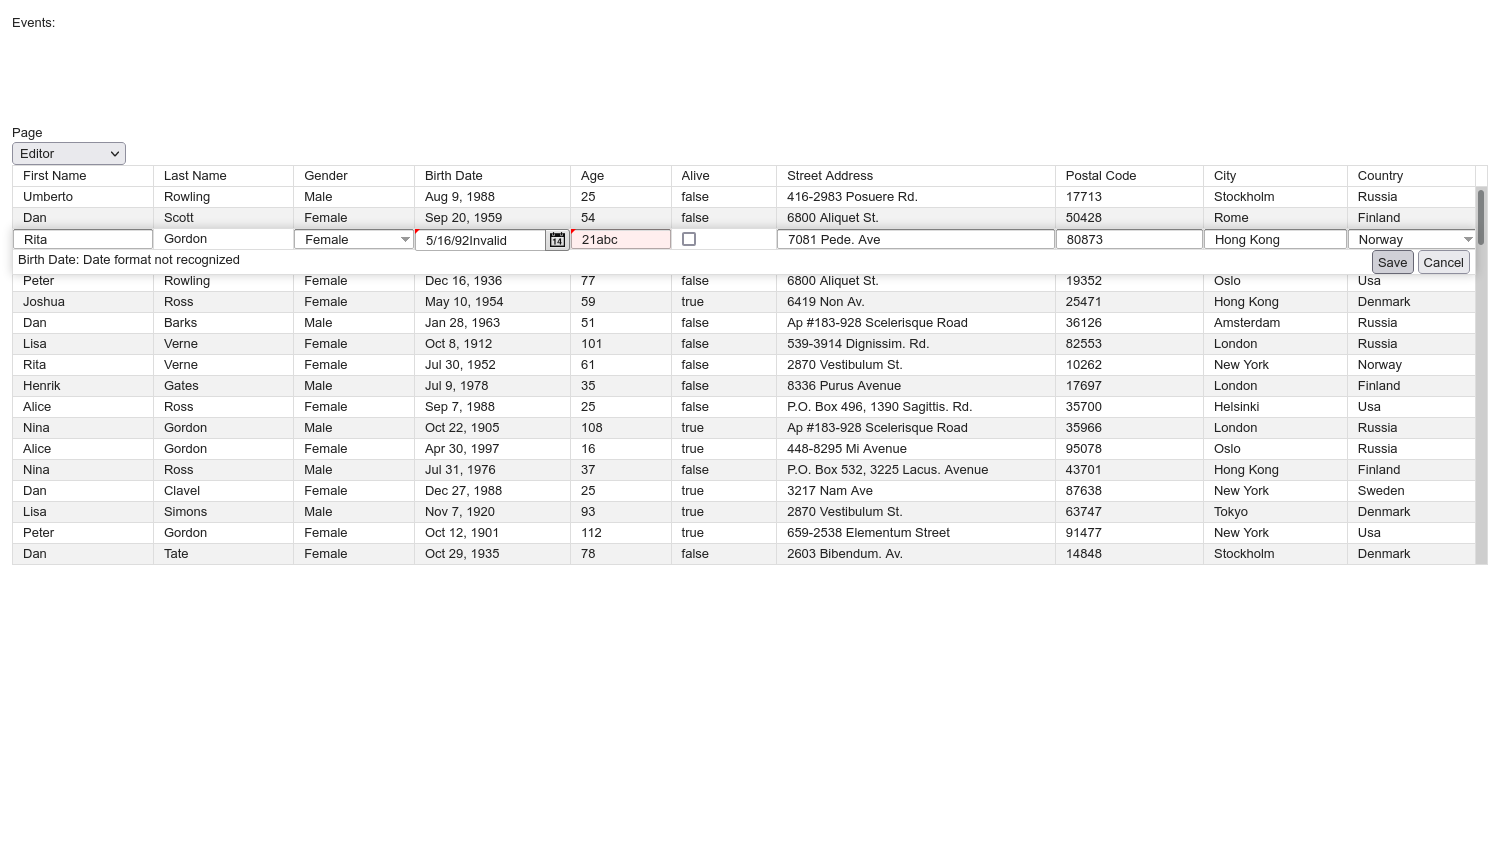 Events:
Page
Editor
First Name Last Name Gender Birth Date Age Alive Street Address Postal Code City Country
Umberto Rowling Male Aug 9, 1988 25 false 416-2983 Posuere Rd. 17713 Stockholm Russia
Dan Scott Female Sep 20, 1959 54 false 6800 Aliquet St. 50428 Rome Finland
Rita Gordon Female 5/16/92Invalid 14 21abc 7081 Pede. Ave 80873 Hong Kong Norway
Birth Date: Date format not recognized Save Cancel
Peter Rowling Female Dec 16, 1936 77 false 6800 Aliquet St. 19352 Oslo Usa
Joshua Ross Female May 10, 1954 59 true 6419 Non Av. 25471 Hong Kong Denmark
Dan Barks Male Jan 28, 1963 51 false Ap #183-928 Scelerisque Road 36126 Amsterdam Russia
Lisa Verne Female Oct 8, 1912 101 false 539-3914 Dignissim. Rd. 82553 London Russia
Rita Verne Female Jul 30, 1952 61 false 2870 Vestibulum St. 10262 New York Norway
Henrik Gates Male Jul 9, 1978 35 false 8336 Purus Avenue 17697 London Finland
Alice Ross Female Sep 7, 1988 25 false P.O. Box 496, 1390 Sagittis. Rd. 35700 Helsinki Usa
Nina Gordon Male Oct 22, 1905 108 true Ap #183-928 Scelerisque Road 35966 London Russia
Alice Gordon Female Apr 30, 1997 16 true 448-8295 Mi Avenue 95078 Oslo Russia
Nina Ross Male Jul 31, 1976 37 false P.O. Box 532, 3225 Lacus. Avenue 43701 Hong Kong Finland
Dan Clavel Female Dec 27, 1988 25 true 3217 Nam Ave 87638 New York Sweden
Lisa Simons Male Nov 7, 1920 93 true 2870 Vestibulum St. 63747 Tokyo Denmark
Peter Gordon Female Oct 12, 1901 112 true 659-2538 Elementum Street 91477 New York Usa
Dan Tate Female Oct 29, 1935 78 false 2603 Bibendum. Av. 14848 Stockholm Denmark